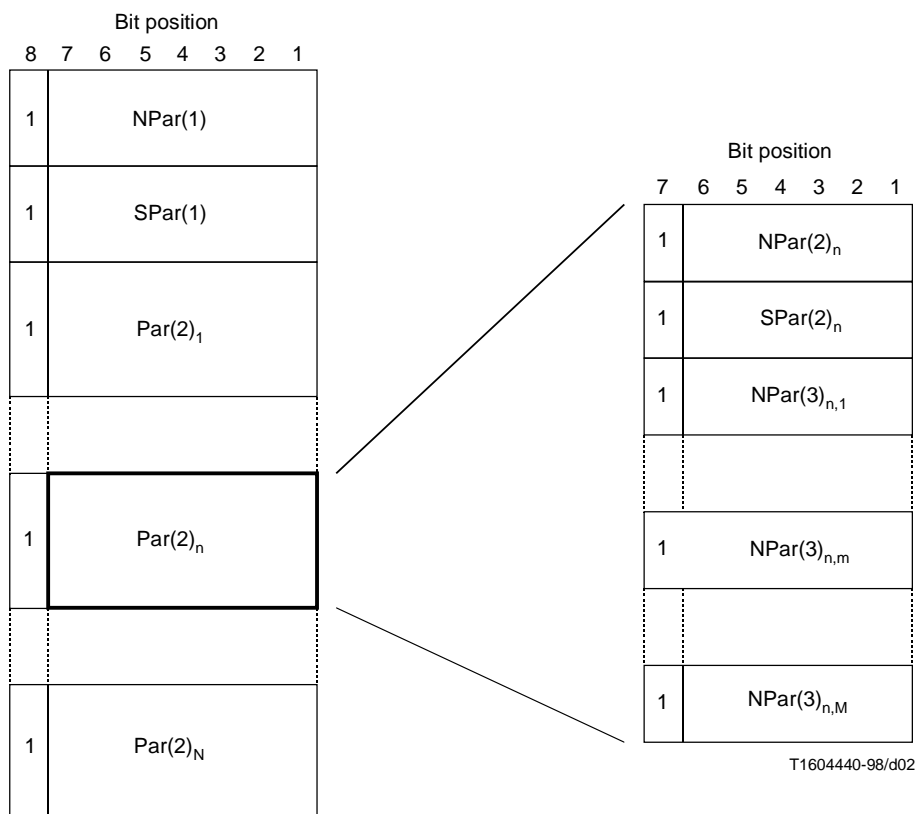 Bit position
8 7 6 5 4 3 2 1
1 NPar(1)
1 SPar(1)
1 Par(2)₁
1 Par(2)ₙ
1 Par(2)N
Bit position
7 6 5 4 3 2 1
1 NPar(2)ₙ
1 SPar(2)ₙ
1 NPar(3)n,1
1 NPar(3)n,m
1 NPar(3)n,M
T1604440-98/d02